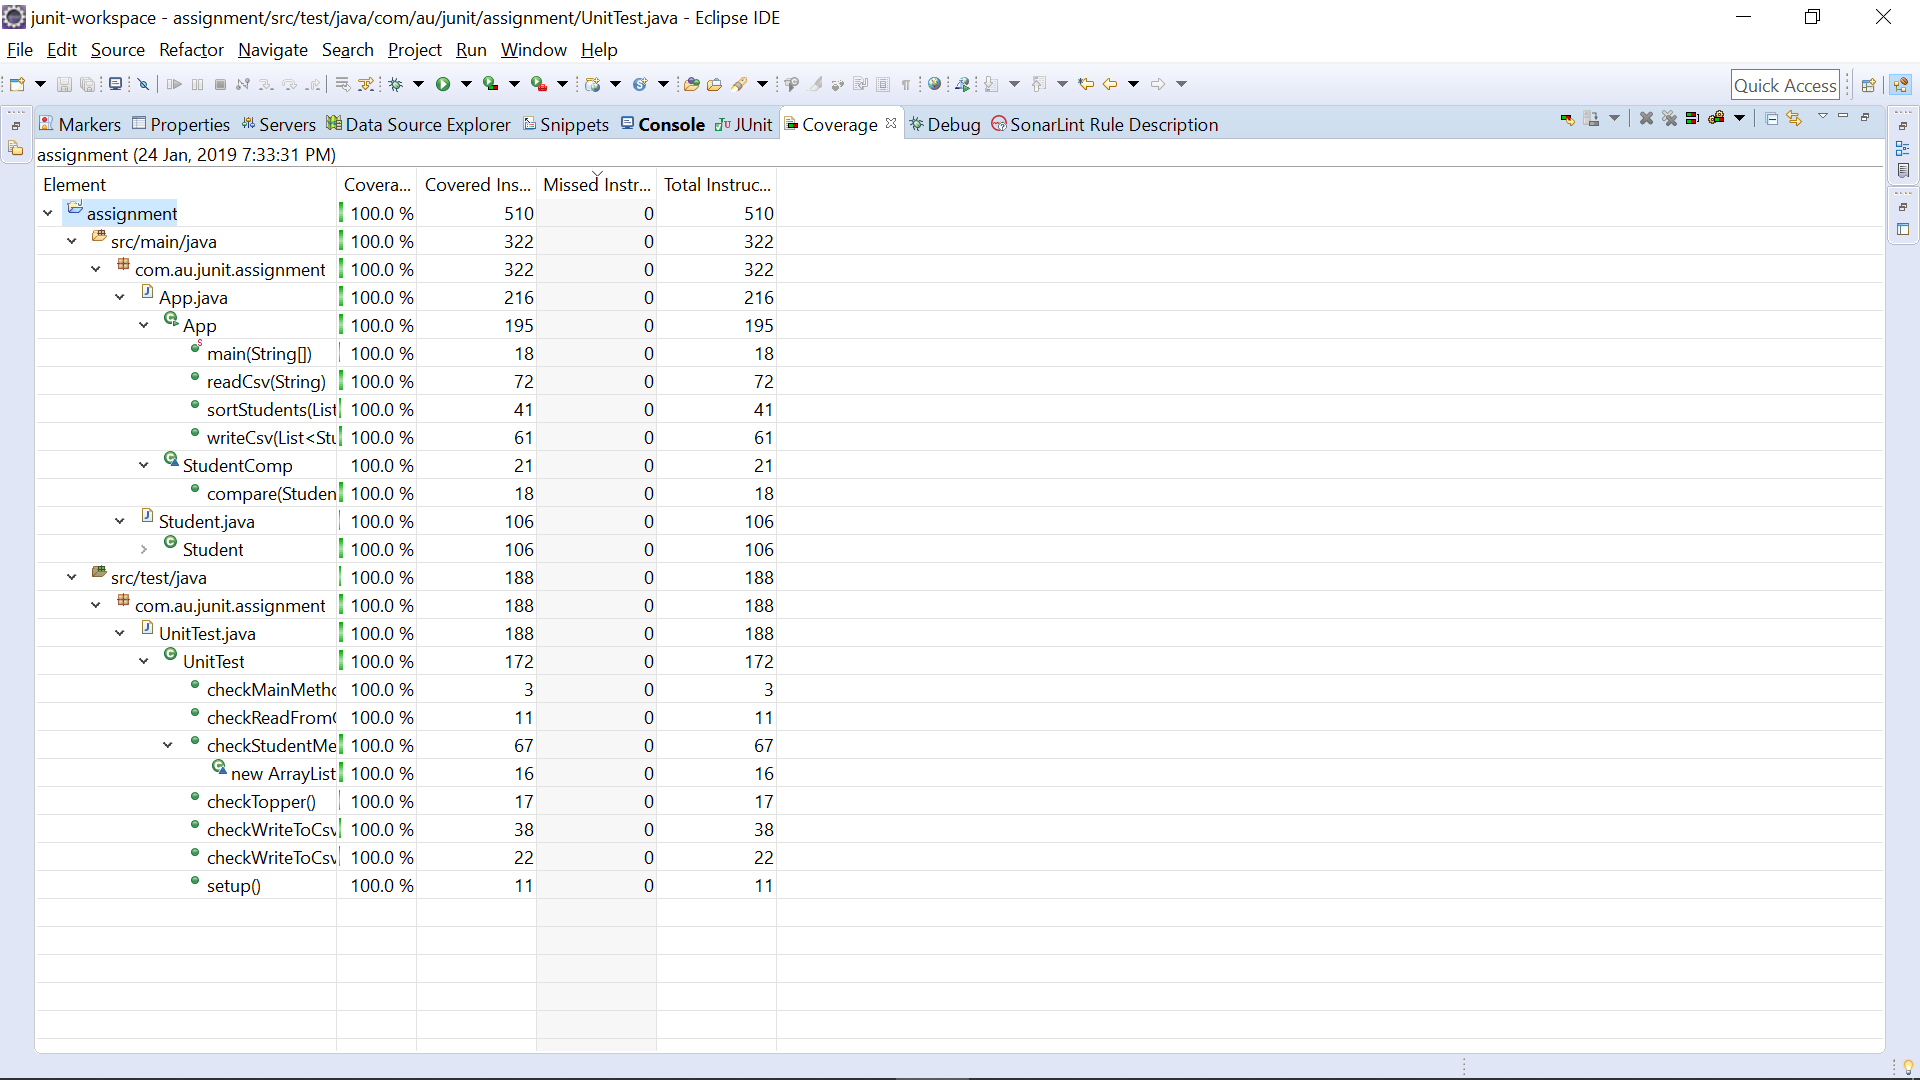 junit-workspace - assignment/src/test/java/com/au/junit/assignment/UnitTest.java - Eclipse IDE
File Edit Source Refactor Navigate Search Project Run Window Help
Quick Access
Markers Properties Servers Data Source Explorer Snippets Console JUnit Coverage Debug SonarLint Rule Description
assignment (24 Jan, 2019 7:33:31 PM)
Element Covera... Covered Ins... Missed Instr... Total Instruc...
assignment 100.0 % 510 0 510
src/main/java 100.0 % 322 0 322
com.au.junit.assignment 100.0 % 322 0 322
App.java 100.0 % 216 0 216
App 100.0 % 195 0 195
main(String[]) 100.0 % 18 0 18
readCsv(String) 100.0 % 72 0 72
sortStudents(List 100.0 % 41 0 41
writeCsv(List<Stu 100.0 % 61 0 61
StudentComp 100.0 % 21 0 21
compare(Studen 100.0 % 18 0 18
Student.java 100.0 % 106 0 106
Student 100.0 % 106 0 106
src/test/java 100.0 % 188 0 188
com.au.junit.assignment 100.0 % 188 0 188
UnitTest.java 100.0 % 188 0 188
UnitTest 100.0 % 172 0 172
checkMainMetho 100.0 % 3 0 3
checkReadFromC 100.0 % 11 0 11
checkStudentMe 100.0 % 67 0 67
new ArrayList 100.0 % 16 0 16
checkTopper() 100.0 % 17 0 17
checkWriteToCsv 100.0 % 38 0 38
checkWriteToCsv 100.0 % 22 0 22
setup() 100.0 % 11 0 11